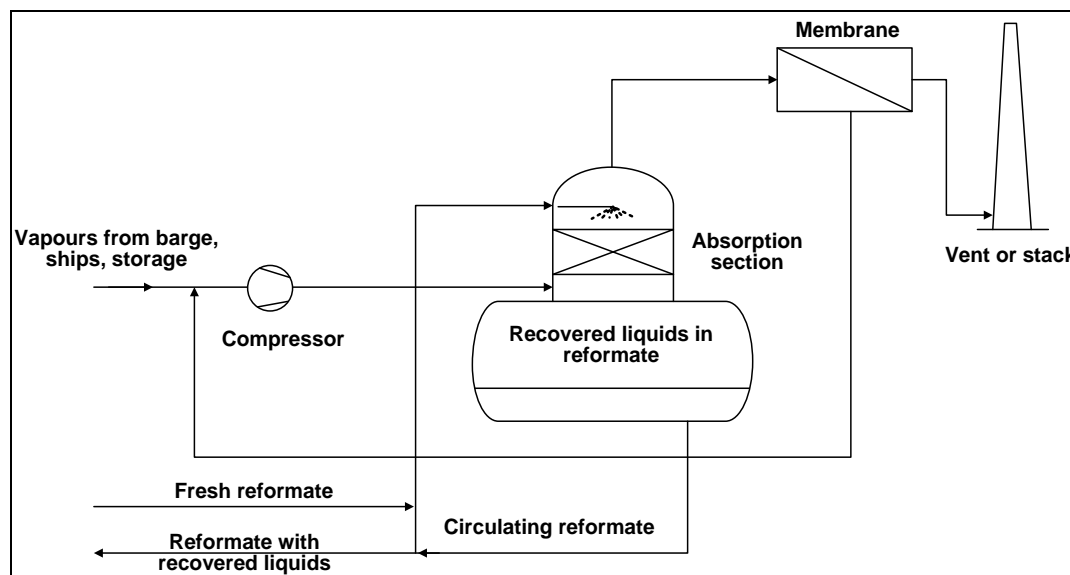 Membrane
Vapours from barge,
ships, storage
Compressor
Absorption
section
Vent or stack
Recovered liquids in
reformate
Fresh reformate
Circulating reformate
Reformate with
recovered liquids